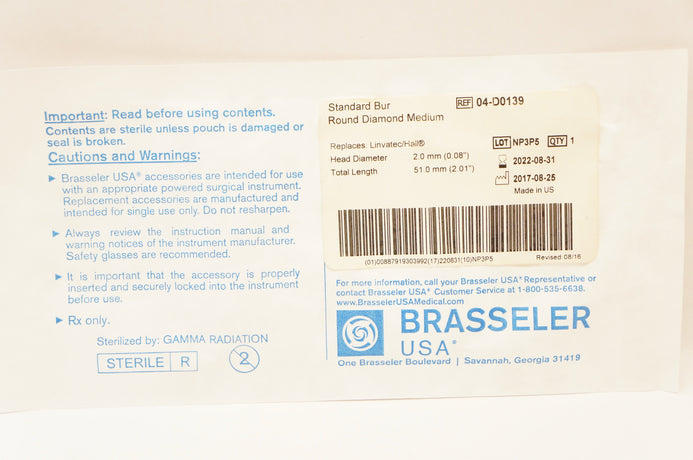 Important: Read before using contents.
Contents are sterile unless pouch is damaged or
seal is broken.
Cautions and Warnings:
▸ Brasseler USA® accessories are intended for use
with an appropriate powered surgical instrument.
Replacement accessories are manufactured and
intended for single use only. Do not resharpen.
▸ Always review the instruction manual and
warning notices of the instrument manufacturer.
Safety glasses are recommended.
▸ It is important that the accessory is properly
inserted and securely locked into the instrument
before use.
▸ Rx only.
Sterilized by: GAMMA RADIATION
STERILE R
2
Standard Bur REF 04-D0139
Round Diamond Medium
Replaces: Linvatec/Hall® LOT NP3P5 QTY 1
Head Diameter 2.0 mm (0.08") 2022-08-31
Total Length 51.0 mm (2.01") 2017-08-25
Made in US
(01)00887919303992(17)220831(10)NP3P5 Revised 08/16
For more information, call your Brasseler USA® Representative or
contact Brasseler USA® Customer Service at 1-800-535-6638.
www.BrasselerUSAMedical.com
BRASSELER
USA®
One Brasseler Boulevard | Savannah, Georgia 31419